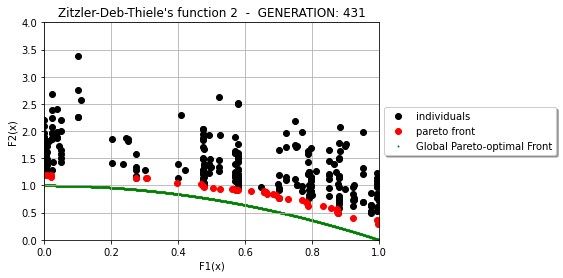 Zitzler-Deb-Thiele's function 2  -  GENERATION: 431
4.0
3.5
3.0
2.5
2.0
1.5
1.0
0.5
0.0
F2(x)
0.0 0.2 0.4 0.6 0.8 1.0
F1(x)
individuals
pareto front
Global Pareto-optimal Front